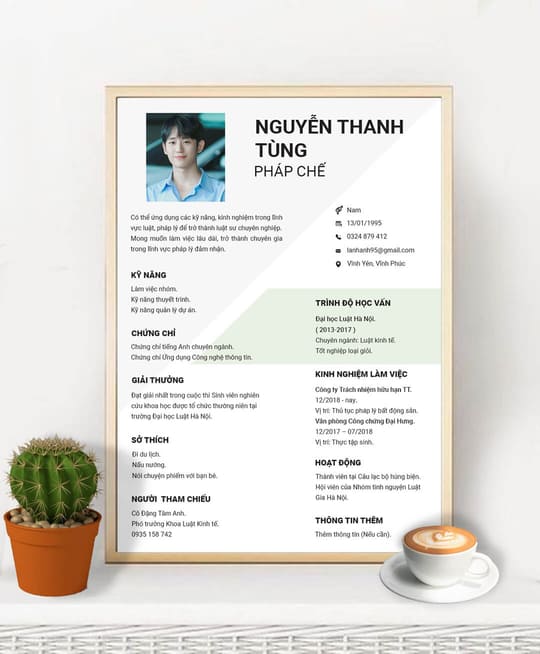 NGUYỄN THANH
TÙNG
PHÁP CHẾ
Có thể ứng dụng các kỹ năng, kinh nghiệm trong lĩnh
vực luật, pháp lý để trở thành luật sư chuyên nghiệp.
Mong muốn làm việc lâu dài, trở thành chuyên gia
trong lĩnh vực pháp lý đảm nhận.
Nam
13/01/1995
0324 879 412
lanhanh95@gmail.com
Vĩnh Yên, Vĩnh Phúc
KỸ NĂNG
Làm việc nhóm.
Kỹ năng thuyết trình.
Kỹ năng quản lý dự án.
CHỨNG CHỈ
Chứng chỉ tiếng Anh chuyên ngành.
Chứng chỉ Ứng dụng Công nghệ thông tin.
GIẢI THƯỞNG
Đạt giải nhất trong cuộc thi Sinh viên nghiên
cứu khoa học được tổ chức thường niên tại
trường Đại học Luật Hà Nội.
SỞ THÍCH
Đi du lịch.
Nấu nướng.
Nói chuyện phiếm với bạn bè.
NGƯỜI THAM CHIẾU
Cô Đặng Tâm Anh.
Phó trưởng Khoa Luật Kinh tế.
0935 158 742
TRÌNH ĐỘ HỌC VẤN
Đại học Luật Hà Nội.
( 2013-2017 )
Chuyên ngành: Luật kinh tế.
Tốt nghiệp loại giỏi.
KINH NGHIỆM LÀM VIỆC
Công ty Trách nhiệm hữu hạn TT.
12/2018 - nay.
Vị trí: Thủ tục pháp lý bất động sản.
Văn phòng Công chứng Đại Hưng.
12/2017 – 07/2018
Vị trí: Thực tập sinh.
HOẠT ĐỘNG
Thành viên tại Câu lạc bộ hùng biện.
Hội viên của Nhóm tình nguyện Luật
Gia Hà Nội.
THÔNG TIN THÊM
Thêm thông tin (Nếu cần).